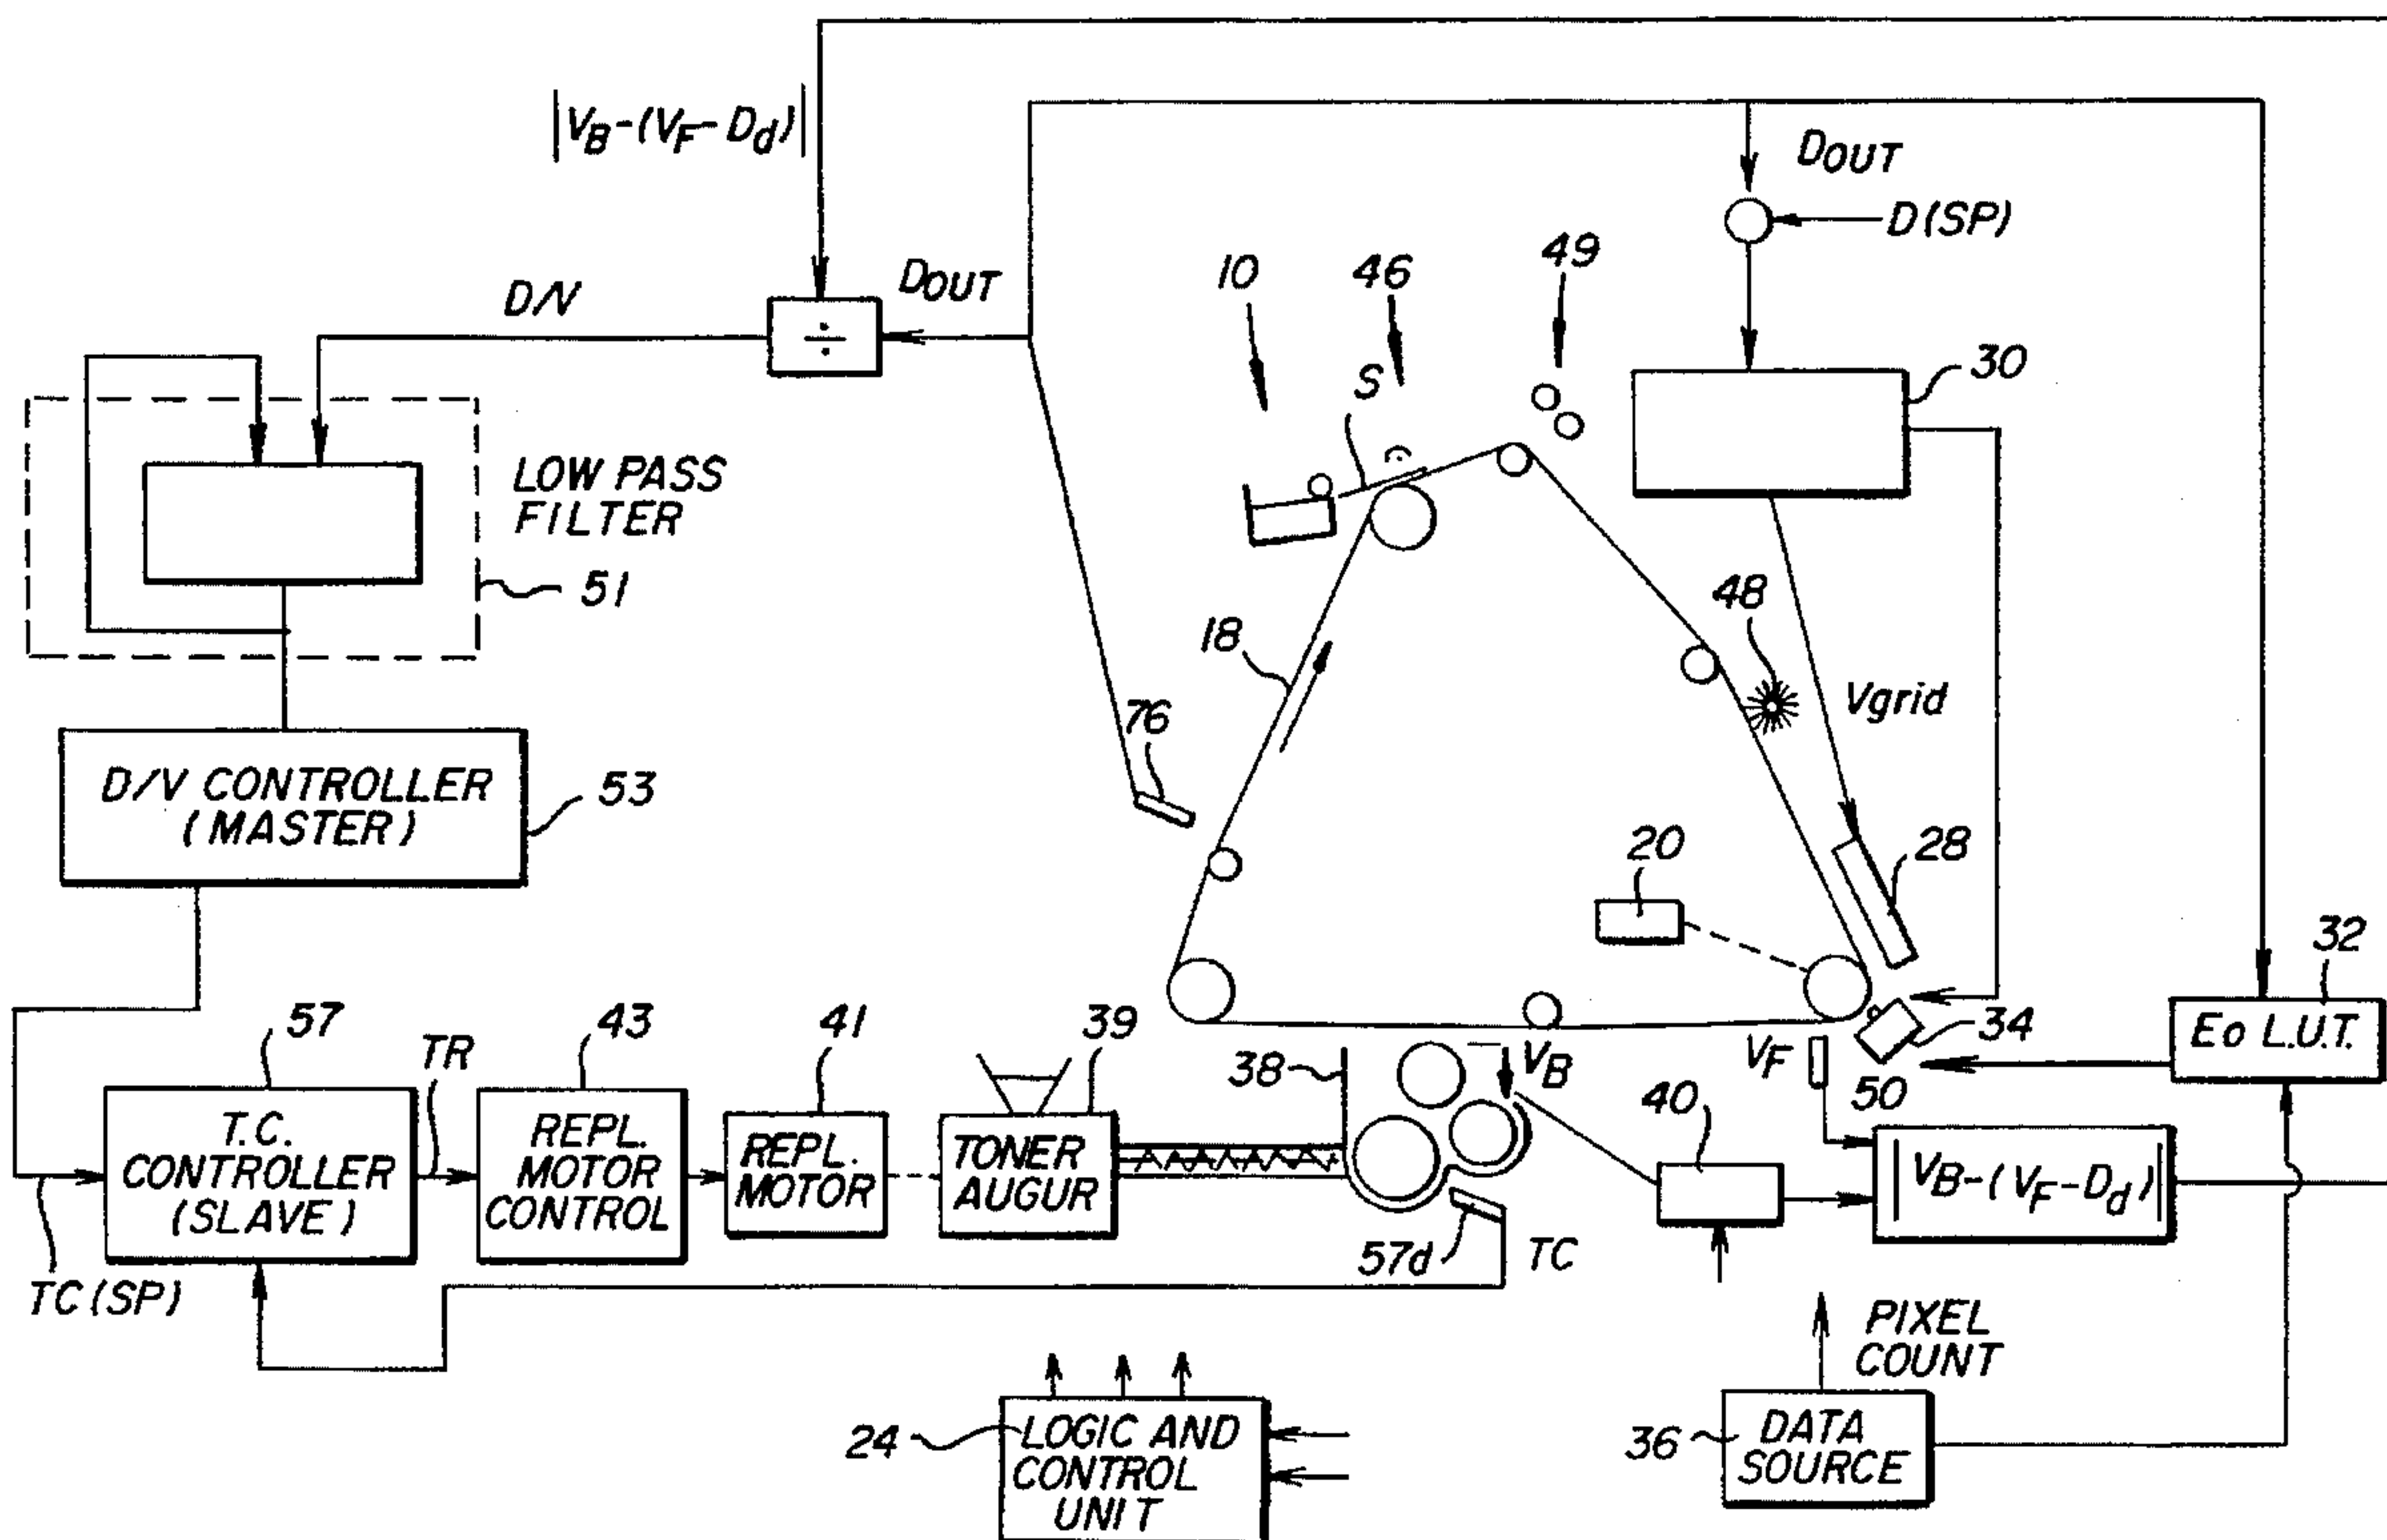 |VB-(VF-Dd)|
DOUT
D(SP)
D/V
DOUT
10
46
49
S
30
LOW PASS
FILTER
51
18
48
Vgrid
76
D/V CONTROLLER
(MASTER)
53
20
28
32
57
TR
43
41
39
38
VB
VF
34
EO L.U.T.
50
40
T.C.
CONTROLLER
(SLAVE)
REPL.
MOTOR
CONTROL
REPL.
MOTOR
TONER
AUGUR
|VB-(VF-Dd)|
57d
TC
TC(SP)
PIXEL
COUNT
24
LOGIC AND
CONTROL
UNIT
36
DATA
SOURCE